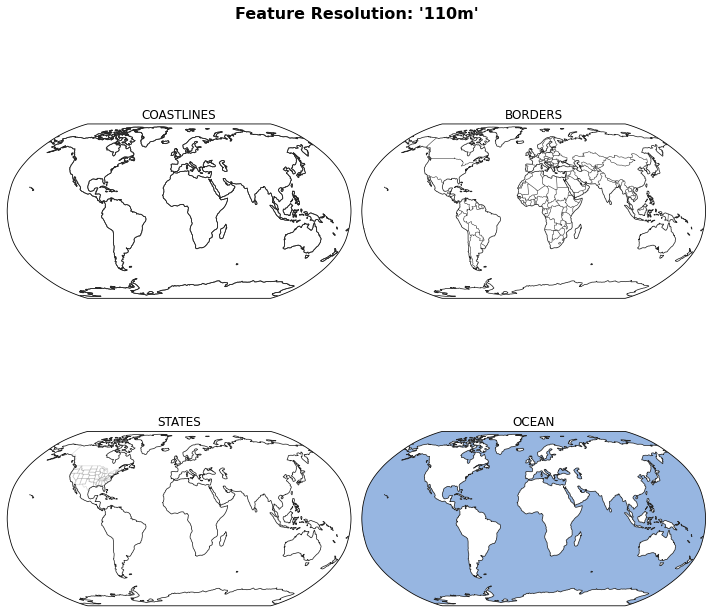 Feature Resolution: '110m'
COASTLINES
BORDERS
STATES
OCEAN